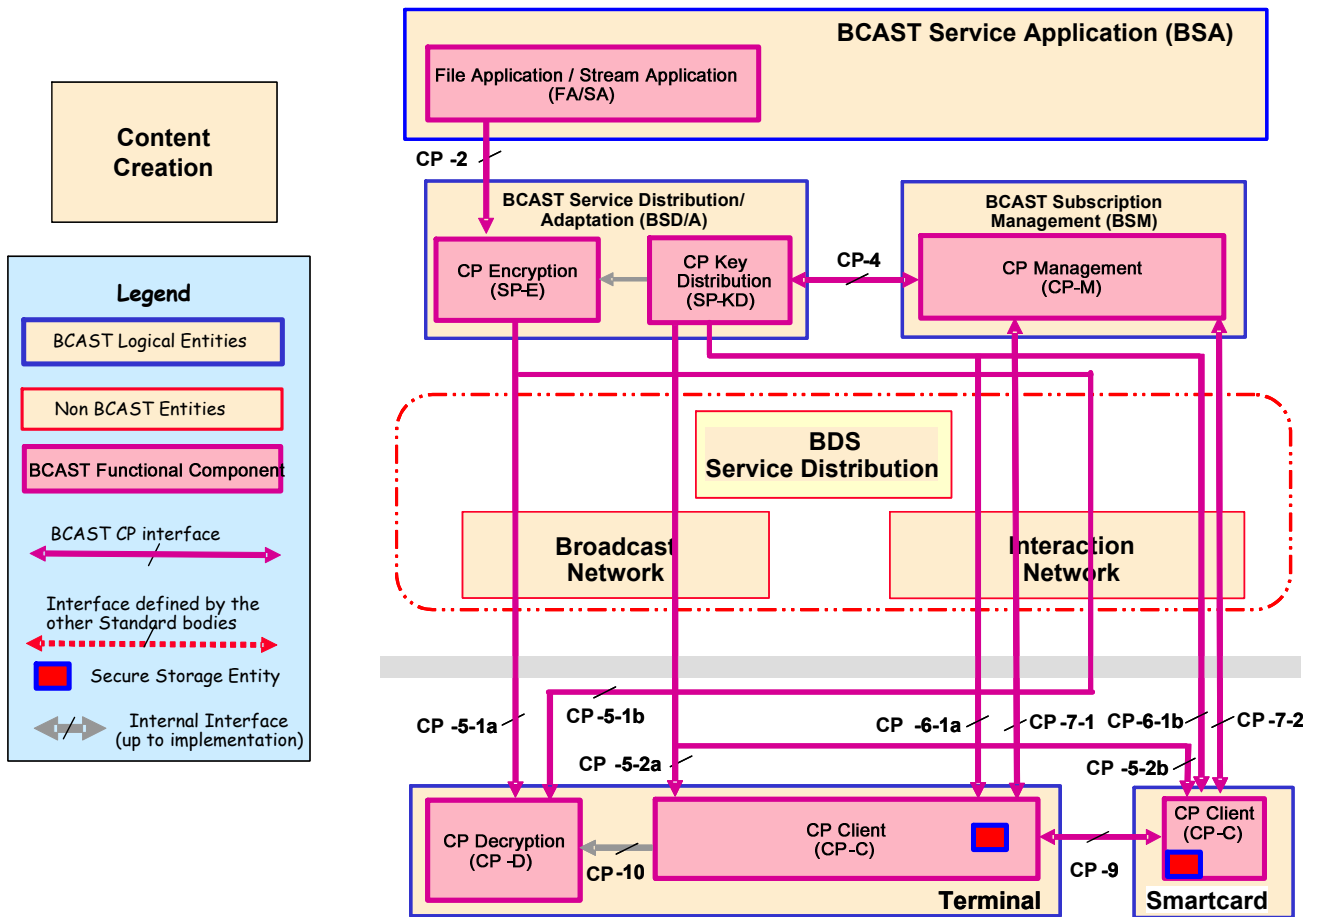 BCAST Service Application (BSA)
File Application / Stream Application
(FA/SA)
Content
Creation
CP -2
BCAST Service Distribution/
Adaptation (BSD/A)
BCAST Subscription
Management (BSM)
CP Encryption
(SP-E)
CP Key
Distribution
(SP-KD)
CP-4
CP Management
(CP-M)
Legend
BCAST Logical Entities
Non BCAST Entities
BCAST Functional Component
BCAST CP interface
Interface defined by the
other Standard bodies
Secure Storage Entity
Internal Interface
(up to implementation)
BDS
Service Distribution
Broadcast
Network
Interaction
Network
CP -5-1a
CP -5-1b
CP -6-1a
CP -7-1
CP-6-1b
CP -7-2
CP -5-2a
CP -5-2b
CP Decryption
(CP -D)
CP-10
CP Client
(CP-C)
CP -9
CP Client
(CP-C)
Terminal
Smartcard